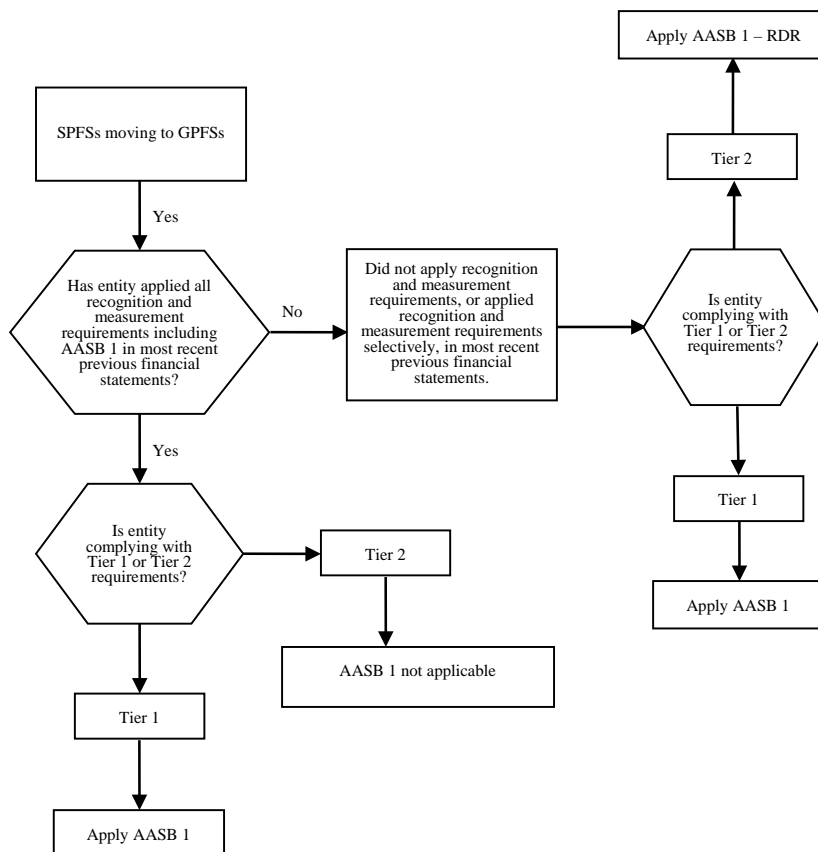 Apply AASB 1 – RDR
SPFSs moving to GPFSs
Tier 2
Yes
Has entity applied all
recognition and
measurement
requirements including
AASB 1 in most recent
previous financial
statements?
No
Did not apply recognition
and measurement
requirements, or applied
recognition and
measurement requirements
selectively, in most recent
previous financial
statements.
Is entity
complying with
Tier 1 or Tier 2
requirements?
Yes
Tier 1
Is entity
complying with
Tier 1 or Tier 2
requirements?
Tier 2
Apply AASB 1
AASB 1 not applicable
Tier 1
Apply AASB 1